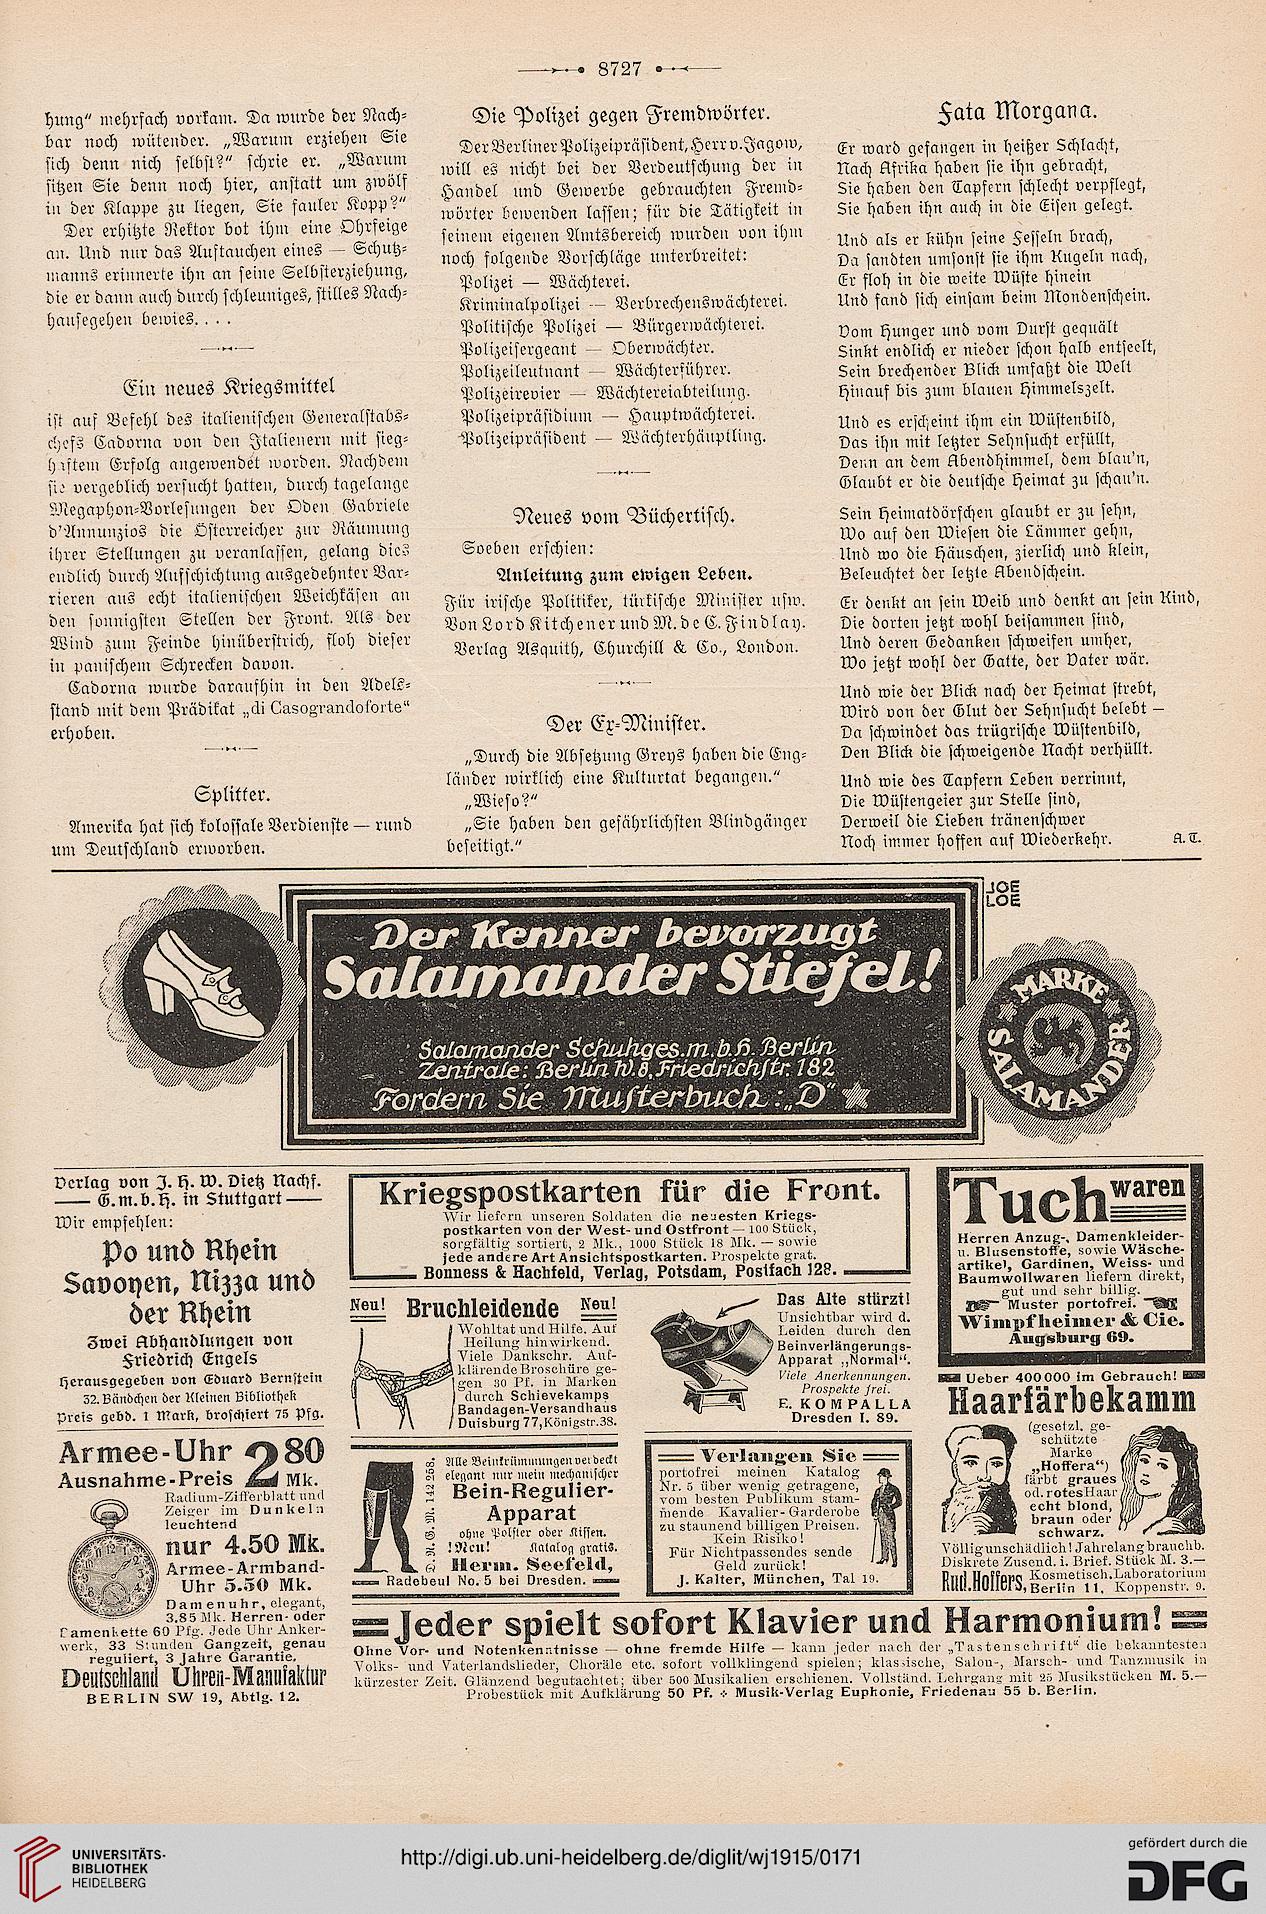 8727
hung" mehrfach vorkam. Da wurde der Nach-
bar noch wütender. „Warum erziehen Sie
sich denn nich selbst?" schrie er. „Warum
sitzen Sie denn noch hier, anstatt um zwölf
in der Klappe zu liegen, Sie fauler Kopp?"
Der erhitzte Rektor bot ihm eine Ohrfeige
an. Und nur das Auftauchen eines — Schutz-
manns erinnerte ihn an seine Selbsterziehung,
die er dann auch durch schleuniges, stilles Nach-
hausegehen bewies....
Ein neues Kriegsmittel
ist auf Befehl des italienischen Generalstabs-
chefs Cadorna von den Italienern mit sieg-
haftem Erfolg angewendet worden. Nachdem
sie vergeblich versucht hatten, durch tagelange
Megaphon-Vorlesungen der Oden Gabriele
d'Annunzios die Österreicher zur Räumung
ihrer Stellungen zu veranlassen, gelang dies
endlich durch Aufschichtung ausgedehnter Bar-
rieren aus echt italienischen Weichkäsen an
den sonnigsten Stellen der Front. Als der
Wind zum Feinde hinüberstrich, floh dieser
in panischem Schrecken davon.
Cadorna wurde daraufhin in den Adels-
stand mit dem Prädikat „di Casograndoforte"
erhoben.
Splitter.
Amerika hat sich kolossale Verdienste — rund
um Deutschland erworben.
Die Polizei gegen Fremdwörter.
Der Berliner Polizeipräsident, Herr v. Jagow,
will es nicht bei der Verdeutschung der in
Handel und Gewerbe gebrauchten Fremd-
wörter bewenden lassen; für die Tätigkeit in
seinem eigenen Amtsbereich wurden von ihm
noch folgende Vorschläge unterbreitet:
Polizei — Wächterei.
Kriminalpolizei — Verbrechenswächterei.
Politische Polizei — Bürgerwächterei.
Polizeisergeant — Oberwächter.
Polizeileutnant — Wächterführer.
Polizeirevier — Wächtereiabteilung.
Polizeipräsidium — Hauptwächterei.
Polizeipräsident — Wächterhäuptling.
Neues vom Büchertisch.
Soeben erschien:
Anleitung zum ewigen Leben.
Für irische Politiker, türkische Minister usw.
Von Lord Kitchener und M. de C. Findlay.
Verlag Asquith, Churchill & Co., London.
Der Ex-Minister.
„Durch die Absetzung Greys haben die Eng-
länder wirklich eine Kulturtat begangen."
„Wieso?"
„Sie haben den gefährlichsten Blindgänger
beseitigt."
Fata Morgana.
Er ward gefangen in heißer Schlacht,
Nach Afrika haben sie ihn gebracht,
Sie haben den Tapfern schlecht verpflegt,
Sie haben ihn auch in die Eisen gelegt.
Und als er kühn seine Fesseln brach,
Da sandten umsonst sie ihm Kugeln nach,
Er floh in die weite Wüste hinein
Und fand sich einsam beim Mondenschein.
Vom Hunger und vom Durst gequält
Sinkt endlich er nieder schon halb entseelt,
Sein brechender Blick umfaßt die Welt
Hinauf bis zum blauen Himmelszelt.
Und es erscheint ihm ein Wüstenbild,
Das ihn mit letzter Sehnsucht erfüllt,
Denn an dem Abendhimmel, dem blau'n,
Glaubt er die deutsche Heimat zu schau'n.
Sein Heimatdörfchen glaubt er zu sehn,
Wo auf den Wiesen die Lämmer gehn,
Und wo die Häuschen, zierlich und klein,
Beleuchtet der letzte Abendschein.
Er denkt an sein Weib und denkt an sein Kind,
Die dorten jetzt wohl beisammen sind,
Und deren Gedanken schweifen umher,
Wo jetzt wohl der Gatte, der Vater wär.
Und wie der Blick nach der Heimat strebt,
Wird von der Glut der Sehnsucht belebt —
Da schwindet das trügrische Wüstenbild,
Den Blick die schweigende Nacht verhüllt.
Und wie des Tapfern Leben verrinnt,
Die Wüstengeier zur Stelle sind,
Derweil die Lieben tränenschwer
Noch immer hoffen auf Wiederkehr. A. T.
JOE
LOE
Der Kenner bevorzugt
Salamander Stiefel!
Salamander Schuhges.m.b.H. Berlin
Zentrale: Berlin W.8. Friedrichstr. 182
Fordern Sie Musterbuch: „D"
MARKE
SALAMANDER
Verlag von J. H. W. Dietz Nachf.
G. m. b. H. in Stuttgart
Wir empfehlen:
Po und Rhein
Savoyen, Nizza und
der Rhein
Zwei Abhandlungen von
Friedrich Engels
Herausgegeben von Eduard Bernstein
32. Bändchen der Kleinen Bibliothek
Preis gebd. 1 Mark, broschiert 75 Pfg.
Armee-Uhr 2 80
Ausnahme-Preis Mk.
Radium-Zifferblatt und
Zeiger im Dunkeln
leuchtend
nur 4.50 Mk.
Armee-Armband-
Uhr 5.50 Mk.
Damenuhr, elegant,
3.85 Mk. Herren- oder
Damenkette 60 Pfg. Jede Uhr Anker-
werk, 33 Stunden Gangzeit, genau
reguliert, 3 Jahre Garantie.
Deutschland Uhren-Manufaktur
BERLIN SW 19, Abtlg. 12.
Kriegspostkarten für die Front.
Wir liefern unseren Soldaten die neuesten Kriegs-
postkarten von der West- und Ostfront — 100 Stück,
sorgfältig sortiert, 2 Mk., 1000 Stück 18 Mk. — sowie
jede andere Art Ansichtspostkarten. Prospekte grat.
Bonness & Hachfeld, Verlag, Potsdam, Postfach 128.
Neu! Bruchleidende Neu!
Wohltat und Hilfe. Auf
Heilung hinwirkend.
Viele Dankschr. Auf-
klärende Broschüre ge-
gen 80 Pf. in Marken
durch Schievekamps
Bandagen-Versandhaus
Duisburg 77, Königstr. 38.
Das Alte stürzt!
Unsichtbar wird d.
Leiden durch den
Beinverlängerungs-
Apparat „Normal".
Viele Anerkennungen.
Prospekte frei.
E. KOMPALLA
Dresden I. 89.
D. R. G. M. 142 268.
Alle Beinkrümmungen verdeckt
elegant nur mein mechanischer
Bein-Regulier-
Apparat
ohne Polster oder Kissen.
!Neu! Katalog gratis.
Herm. Seefeld,
Radebeul No. 5 bei Dresden.
Verlangen Sie
portofrei meinen Katalog
Nr. 5 über wenig getragene,
vom besten Publikum stam-
mende Kavalier-Garderobe
zu staunend billigen Preisen.
Kein Risiko!
Für Nichtpassendes sende
Geld zurück!
J. Kalter, München, Tal 19.
Tuchwaren
Herren Anzug-, Damenkleider-
u. Blusenstoffe, sowie Wäsche-
artikel, Gardinen, Weiss- und
Baumwollwaren liefern direkt,
gut und sehr billig.
Muster portofrei.
Wimpfheimer & Cie.
Augsburg 69.
Ueber 400 000 im Gebrauch!
Haarfärbekamm
(gesetzl. ge-
schützte
Marke
„Hoffera")
färbt graues
od. rotes Haar
echt blond,
braun oder
schwarz.
Völlig unschädlich! Jahrelang brauchb.
Diskrete Zusend. i. Brief. Stück M. 3.—
Rud. Hoffers, Kosmetisch. Laboratorium
Berlin 11, Koppenstr. 9.
Jeder spielt sofort Klavier und Harmonium!
Ohne Vor- und Notenkenntnisse — ohne fremde Hilfe — kann jeder nach der „Tastenschrift" die bekanntesten
Volks- und Vaterlandslieder, Choräle etc. sofort vollklingend spielen; klassische, Salon-, Marsch- und Tanzmusik in
kürzester Zeit. Glänzend begutachtet; über 500 Musikalien erschienen. Vollständ. Lehrgang mit 25 Musikstücken M. 5.—
Probestück mit Aufklärung 50 Pf. ✢ Musik-Verlag Euphonie, Friedenau 55 b. Berlin.
UNIVERSITÄTS-
BIBLIOTHEK
HEIDELBERG
http://digi.ub.uni-heidelberg.de/diglit/wj1915/0171
gefördert durch die
DFG